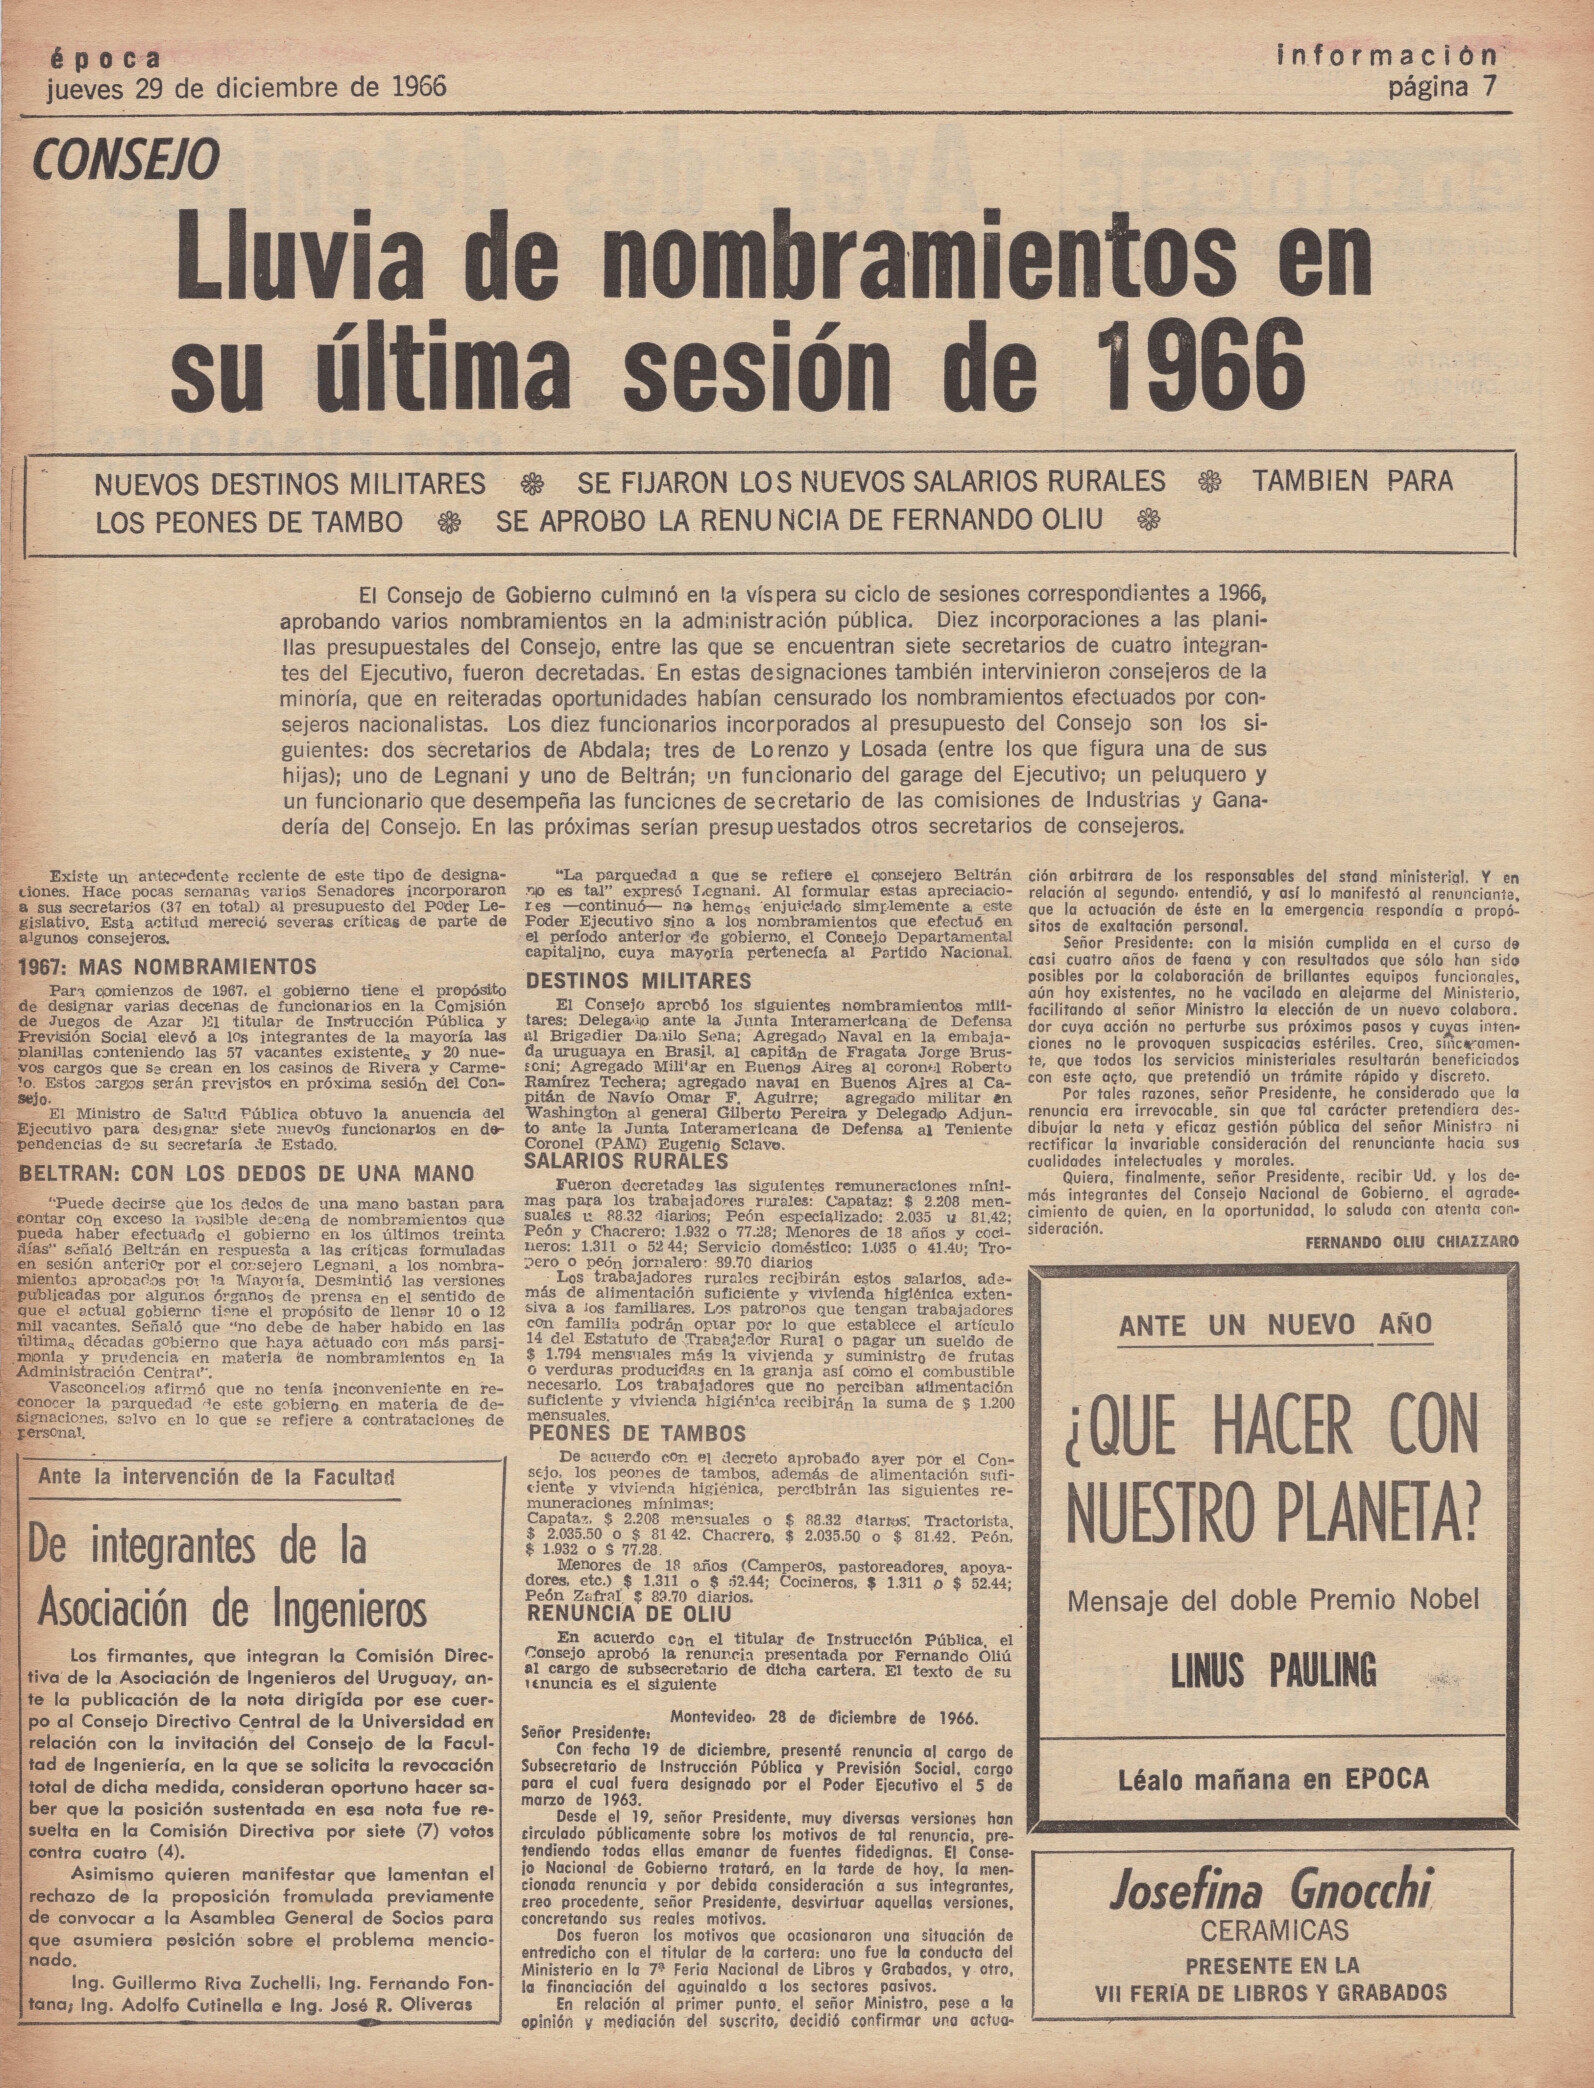 época
jueves 29 de diciembre de 1966
información
página 7
CONSEJO
Lluvia de nombramientos en
su última sesión de 1966
NUEVOS DESTINOS MILITARES ❁ SE FIJARON LOS NUEVOS SALARIOS RURALES ❁ TAMBIEN PARA
LOS PEONES DE TAMBO ❁ SE APROBO LA RENUNCIA DE FERNANDO OLIU ❁
El Consejo de Gobierno culminó en la víspera su ciclo de sesiones correspondientes a 1966,
aprobando varios nombramientos en la administración pública. Diez incorporaciones a las plani-
llas presupuestales del Consejo, entre las que se encuentran siete secretarios de cuatro integran-
tes del Ejecutivo, fueron decretadas. En estas designaciones también intervinieron consejeros de la
minoría, que en reiteradas oportunidades habían censurado los nombramientos efectuados por con-
sejeros nacionalistas. Los diez funcionarios incorporados al presupuesto del Consejo son los si-
guientes: dos secretarios de Abdala; tres de Lorenzo y Losada (entre los que figura una de sus
hijas); uno de Legnani y uno de Beltrán; un funcionario del garage del Ejecutivo; un peluquero y
un funcionario que desempeña las funcicnes de secretario de las comisiones de Industrias y Gana-
dería del Consejo. En las próximas serían presupuestados otros secretarios de consejeros.
Existe un antecedente reciente de este tipo de designa-
ciones. Hace pocas semanas varios Senadores incorporaron
a sus secretarios (37 en total) al presupuesto del Poder Le-
gislativo. Esta actitud mereció severas críticas de parte de
algunos consejeros.
1967: MAS NOMBRAMIENTOS
Para comienzos de 1967, el gobierno tiene el propósito
de designar varias decenas de funcionarios en la Comisión
de Juegos de Azar El titular de Instrucción Pública y
Previsión Social elevó a los integrantes de la mayoría las
planillas conteniendo las 57 vacantes existentes y 20 nue-
vos cargos que se crean en los casinos de Rivera y Carme-
lo. Estos cargos serán previstos en próxima sesión del Con-
sejo.
El Ministro de Salud Pública obtuvo la anuencia del
Ejecutivo para designar siete nuevos funcionarios en de-
pendencias de su secretaría de Estado.
BELTRAN: CON LOS DEDOS DE UNA MANO
"Puede decirse que los dedos de una mano bastan para
contar con exceso la posible decena de nombramientos que
pueda haber efectuado el gobierno en los últimos treinta
días" señaló Beltrán en respuesta a las críticas formuladas
en sesión anterior por el consejero Legnani, a los nombra-
mientos aprobados por la Mayoría. Desmintió las versiones
publicadas por algunos órganos de prensa en el sentido de
que el actual gobierno tiene el propósito de llenar 10 o 12
mil vacantes. Señaló que "no debe de haber habido en las
últimas décadas gobierno que haya actuado con más parsi-
monia y prudencia en materia de nombramientos en la
Administración Central".
Vasconcellos afirmó que no tenía inconveniente en re-
conocer la parquedad de este gobierno en materia de de-
signaciones, salvo en lo que se refiere a contrataciones de
personal.
Ante la intervención de la Facultad
De integrantes de la
Asociación de Ingenieros
Los firmantes, que integran la Comisión Direc-
tiva de la Asociación de Ingenieros del Uruguay, an-
te la publicación de la nota dirigida por ese cuer-
po al Consejo Directivo Central de la Universidad en
relación con la invitación del Consejo de la Facul-
tad de Ingeniería, en la que se solicita la revocación
total de dicha medida, consideran oportuno hacer sa-
ber que la posición sustentada en esa nota fue re-
suelta en la Comisión Directiva por siete (7) votos
contra cuatro (4).
Asimismo quieren manifestar que lamentan el
rechazo de la proposición fromulada previamente
de convocar a la Asamblea General de Socios para
que asumiera posición sobre el problema mencio-
nado.
Ing. Guillermo Riva Zuchelli, Ing. Fernando Fon-
tana; Ing. Adolfo Cutinella e Ing. José R. Oliveras
"La parquedad a que se refiere el consejero Beltrán
no es tal" expresó Legnani. Al formular estas apreciacio-
res —continuó— no hemos enjuiciado simplemente a este
Poder Ejecutivo sino a los nombramientos que efectuó en
el período anterior de gobierno, el Concejo Departamental
capitalino, cuya mayoría pertenecía al Partido Nacional.
DESTINOS MILITARES
El Consejo aprobó los siguientes nombramientos mili-
tares: Delegado ante la Junta Interamericana de Defensa
al Brigadier Danilo Sena; Agregado Naval en la embaja-
da uruguaya en Brasil, al capitán de Fragata Jorge Brus-
soni; Agregado Militar en Buenos Aires al coronel Roberto
Ramírez Techera; agregado naval en Buenos Aires al Ca-
pitán de Navío Omar F. Aguirre; agregado militar en
Washington al general Gilberto Pereira y Delegado Adjun-
to ante la Junta Interamericana de Defensa al Teniente
Coronel (PAM) Eugenio Sclavo.
SALARIOS RURALES
Fueron decretadas las siguientes remuneraciones míni-
mas para los trabajadores rurales: Capataz: $ 2.208 men-
suales u 88.32 diarios; Peón especializado: 2.035 u 81.42;
Peón y Chacrero: 1.932 o 77.28; Menores de 18 años y coci-
neros: 1.311 o 52 44; Servicio doméstico: 1.035 o 41.40; Tro-
pero o peón jornalero: 89.70 diarios
Los trabajadores rurales recibirán estos salarios, ade-
más de alimentación suficiente y vivienda higiénica exten-
siva a los familiares. Los patronos que tengan trabajadores
con familia podrán optar por lo que establece el artículo
14 del Estatuto de Trabajador Rural o pagar un sueldo de
$ 1.794 mensuales más la vivienda y suministro de frutas
o verduras producidas en la granja así como el combustible
necesario. Los trabajadores que no perciban alimentación
suficiente y vivienda higiénica recibirán la suma de $ 1.200
mensuales.
PEONES DE TAMBOS
De acuerdo con el decreto aprobado ayer por el Con-
sejo, los peones de tambos, además de alimentación sufi-
ciente y vivienda higiénica, percibirán las siguientes re-
muneraciones mínimas:
Capataz, $ 2.208 mensuales o $ 88.32 diarios; Tractorista,
$ 2.035.50 o $ 81 42. Chacrero, $ 2.035.50 o $ 81.42. Peón,
$ 1.932 o $ 77.28.
Menores de 18 años (Camperos, pastoreadores, apoya-
dores, etc.) $ 1.311 o $ 52.44; Cocineros, $ 1.311 o $ 52.44;
Peón Zafral $ 89.70 diarios.
RENUNCIA DE OLIU
En acuerdo con el titular de Instrucción Pública, el
Consejo aprobó la renuncia presentada por Fernando Oliú
al cargo de subsecretario de dicha cartera. El texto de su
renuncia es el siguiente
Montevideo, 28 de diciembre de 1966.
Señor Presidente:
Con fecha 19 de diciembre, presenté renuncia al cargo de
Subsecretario de Instrucción Pública y Previsión Social, cargo
para el cual fuera designado por el Poder Ejecutivo el 5 de
marzo de 1963.
Desde el 19, señor Presidente, muy diversas versiones han
circulado públicamente sobre los motivos de tal renuncia, pre-
tendiendo todas ellas emanar de fuentes fidedignas. El Conse-
jo Nacional de Gobierno tratará, en la tarde de hoy, la men-
cionada renuncia y por debida consideración a sus integrantes,
creo procedente, señor Presidente, desvirtuar aquellas versiones,
concretando sus reales motivos.
Dos fueron los motivos que ocasionaron una situación de
entredicho con el titular de la cartera: uno fue la conducta del
Ministerio en la 7ª Feria Nacional de Libros y Grabados, y otro,
la financiación del aguinaldo a los sectores pasivos.
En relación al primer punto, el señor Ministro, pese a la
opinión y mediación del suscrito, decidió confirmar una actua-
ción arbitrara de los responsables del stand ministerial. Y en
relación al segundo, entendió, y así lo manifestó al renunciante,
que la actuación de éste en la emergencia respondía a propó-
sitos de exaltación personal.
Señor Presidente: con la misión cumplida en el curso de
casi cuatro años de faena y con resultados que sólo han sido
posibles por la colaboración de brillantes equipos funcionales,
aún hoy existentes, no he vacilado en alejarme del Ministerio,
facilitando al señor Ministro la elección de un nuevo colabora.
dor cuya acción no perturbe sus próximos pasos y cuyas inten-
ciones no le provoquen suspicacias estériles. Creo, sinceramen-
te, que todos los servicios ministeriales resultarán beneficiados
con este acto, que pretendió un trámite rápido y discreto.
Por tales razones, señor Presidente, he considerado que la
renuncia era irrevocable, sin que tal carácter pretendiera des-
dibujar la neta y eficaz gestión pública del señor Ministro ni
rectificar la invariable consideración del renunciante hacia sus
cualidades intelectuales y morales.
Quiera, finalmente, señor Presidente, recibir Ud. y los de-
más integrantes del Consejo Nacional de Gobierno, el agrade-
cimiento de quien, en la oportunidad, lo saluda con atenta con-
sideración.
FERNANDO OLIU CHIAZZARO
ANTE UN NUEVO AÑO
¿QUE HACER CON
NUESTRO PLANETA?
Mensaje del doble Premio Nobel
LINUS PAULING
Léalo mañana en EPOCA
Josefina Gnocchi
CERAMICAS
PRESENTE EN LA
VII FERIA DE LIBROS Y GRABADOS